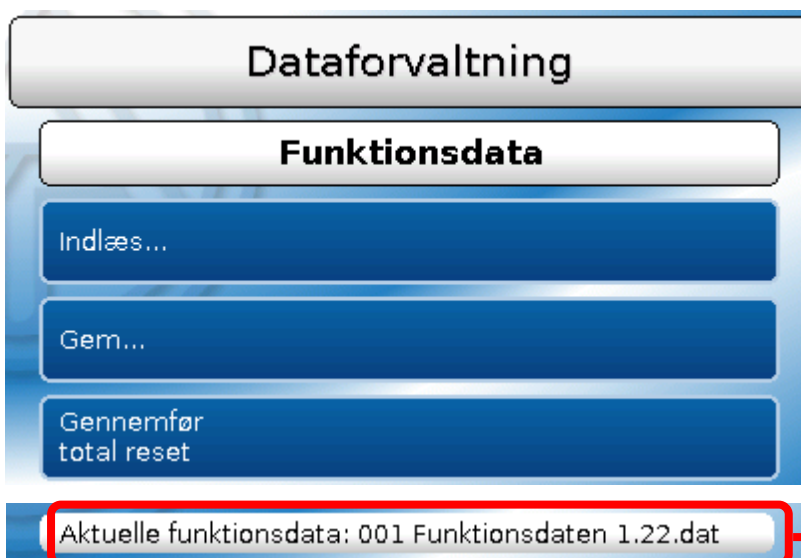 Dataforvaltning
Funktionsdata
Indlæs...
Gem...
Gennemfør
total reset
Aktuelle funktionsdata: 001 Funktionsdaten 1.22.dat